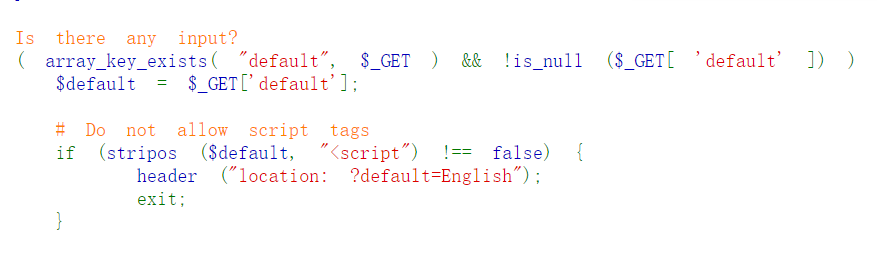 Is there any input?
( array_key_exists( "default", $_GET ) && !is_null ($_GET[ 'default' ]) )
$default = $_GET['default'];
# Do not allow script tags
if (stripos ($default, "<script") !== false) {
header ("location: ?default=English");
exit;
}